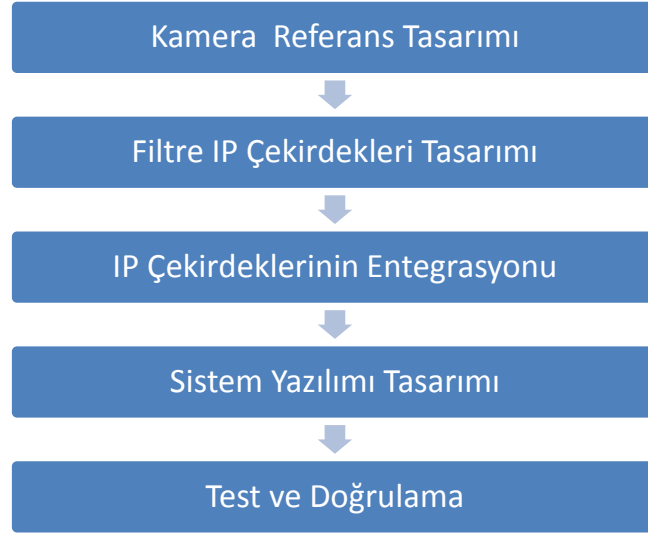 Kamera Referans Tasarımı
Filtre IP Çekirdekleri Tasarımı
IP Çekirdeklerinin Entegrasyonu
Sistem Yazılımı Tasarımı
Test ve Doğrulama